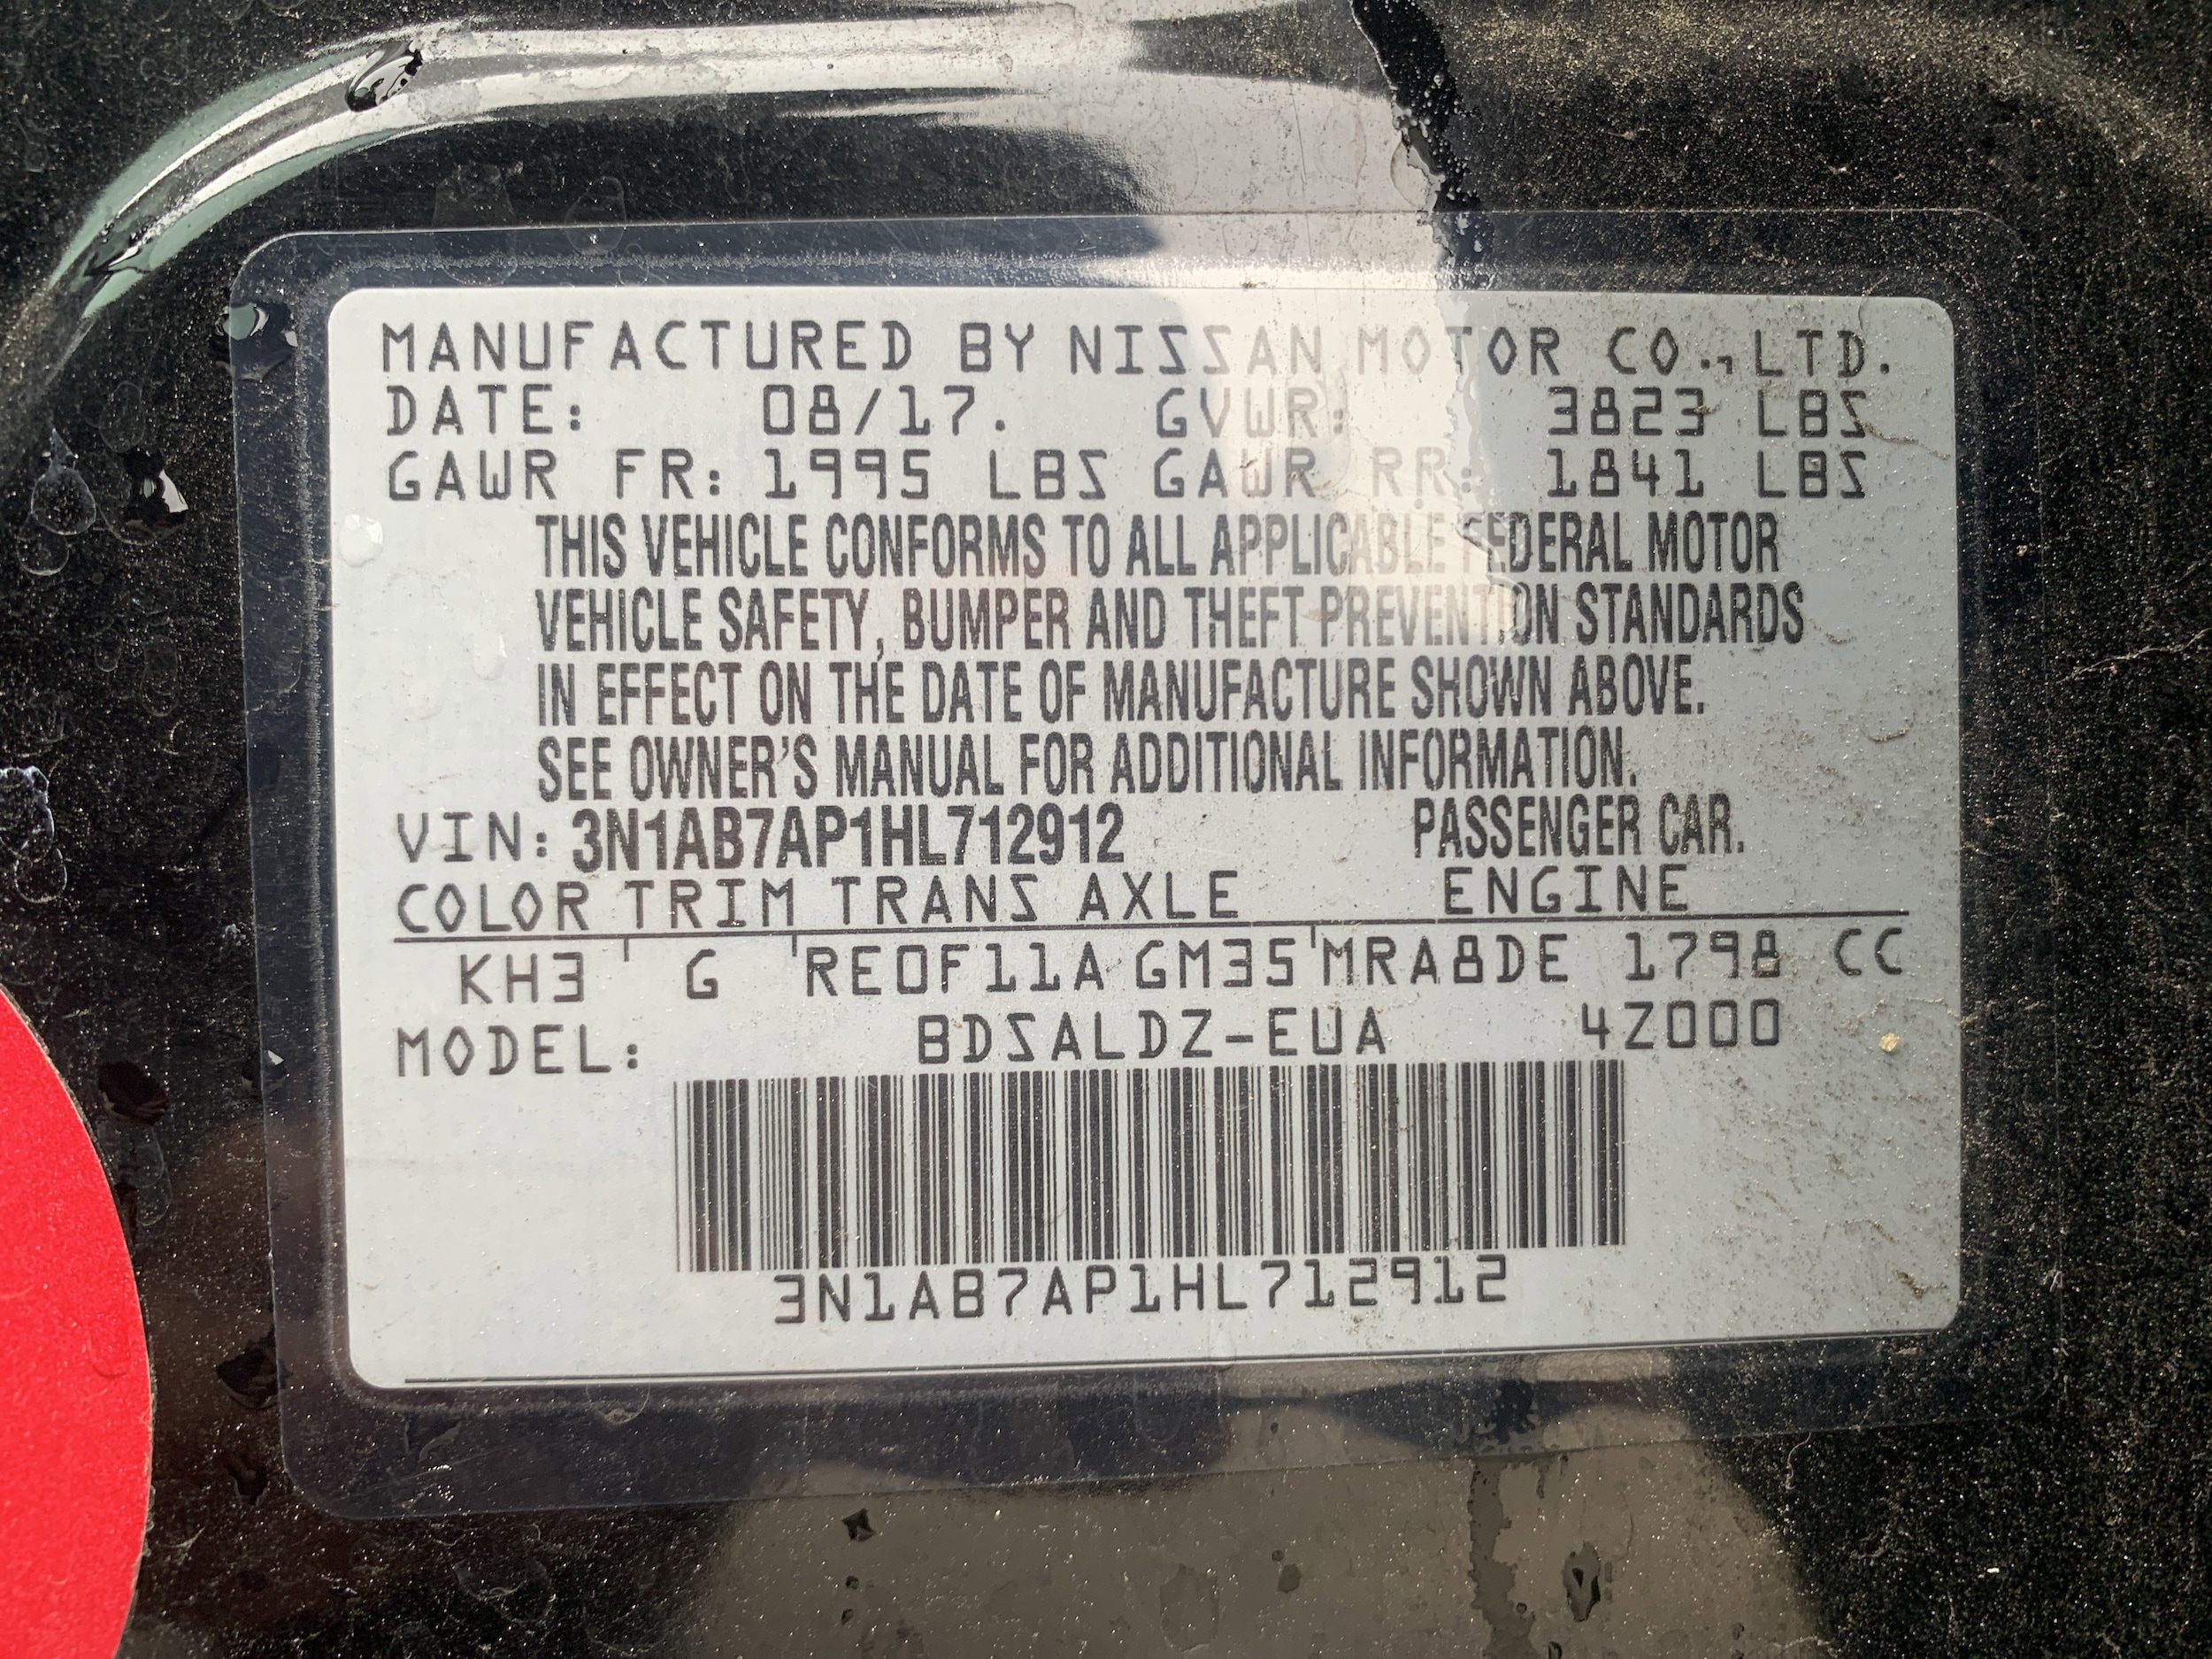 MANUFACTURED BY NISSAN MOTOR CO., LTD.
DATE: 08/17. GVWR: 3823 LBS
GAWR FR: 1995 LBS GAWR RR: 1841 LBS
THIS VEHICLE CONFORMS TO ALL APPLICABLE FEDERAL MOTOR
VEHICLE SAFETY, BUMPER AND THEFT PREVENTION STANDARDS
IN EFFECT ON THE DATE OF MANUFACTURE SHOWN ABOVE.
SEE OWNER'S MANUAL FOR ADDITIONAL INFORMATION.
VIN: 3N1AB7AP1HL712912 PASSENGER CAR.
COLOR TRIM TRANS AXLE ENGINE
KH3 G RE0F11A GM35 MRA8DE 1798 CC
MODEL: BDSALDZ-EUA 4Z000
3N1AB7AP1HL712912